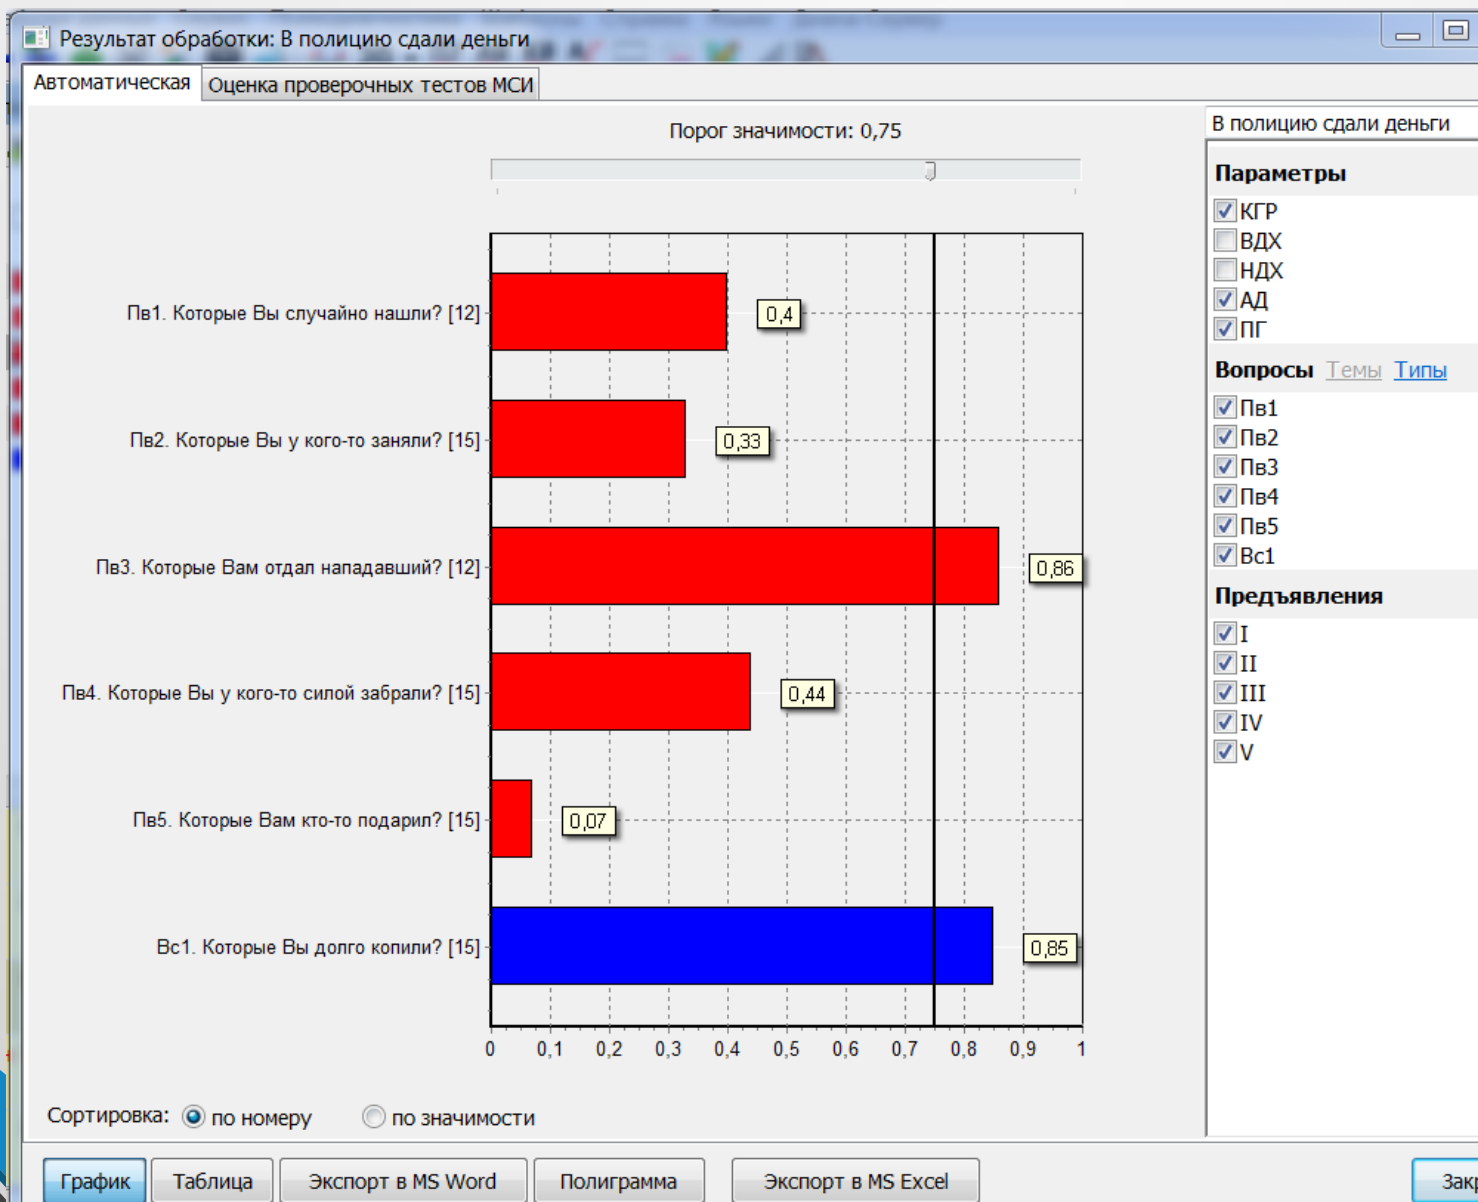 Результат обработки: В полицию сдали деньги
Автоматическая
Оценка проверочных тестов МСИ
Порог значимости: 0,75
В полицию сдали деньги
Параметры
КГР
ВДХ
НДХ
АД
ПГ
Вопросы Темы Типы
Пв1
Пв2
Пв3
Пв4
Пв5
Вс1
Предъявления
I
II
III
IV
V
Пв1. Которые Вы случайно нашли? [12]
0,4
Пв2. Которые Вы у кого-то заняли? [15]
0,33
Пв3. Которые Вам отдал нападавший? [12]
0,86
Пв4. Которые Вы у кого-то силой забрали? [15]
0,44
Пв5. Которые Вам кто-то подарил? [15]
0,07
Вс1. Которые Вы долго копили? [15]
0,85
0 0,1 0,2 0,3 0,4 0,5 0,6 0,7 0,8 0,9 1
Сортировка: по номеру по значимости
График Таблица Экспорт в MS Word Полиграмма Экспорт в MS Excel